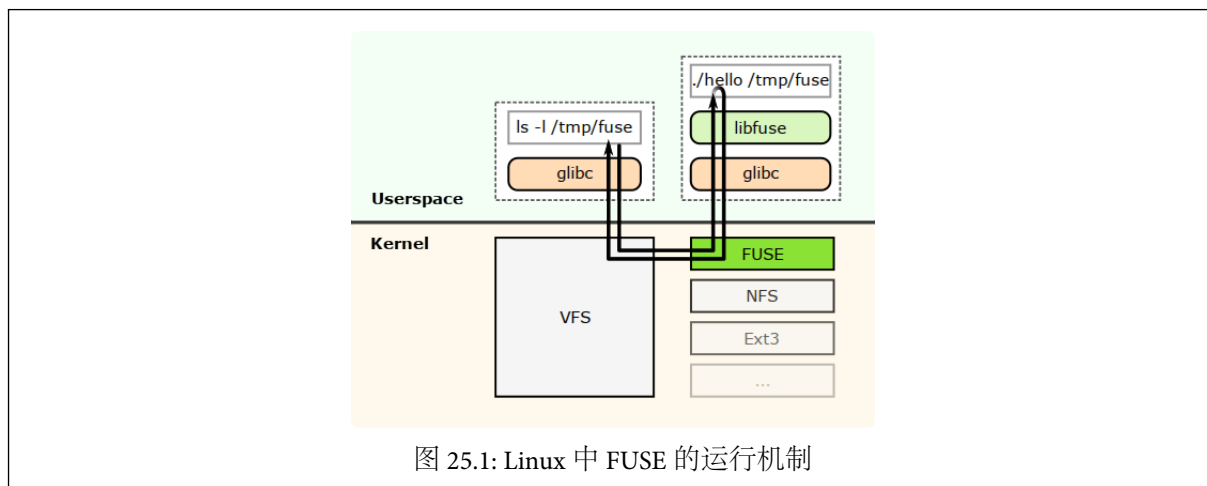 ./hello /tmp/fuse
ls -l /tmp/fuse
libfuse
glibc
glibc
Userspace
Kernel
FUSE
NFS
VFS
Ext3
...
图 25.1: Linux 中 FUSE 的运行机制